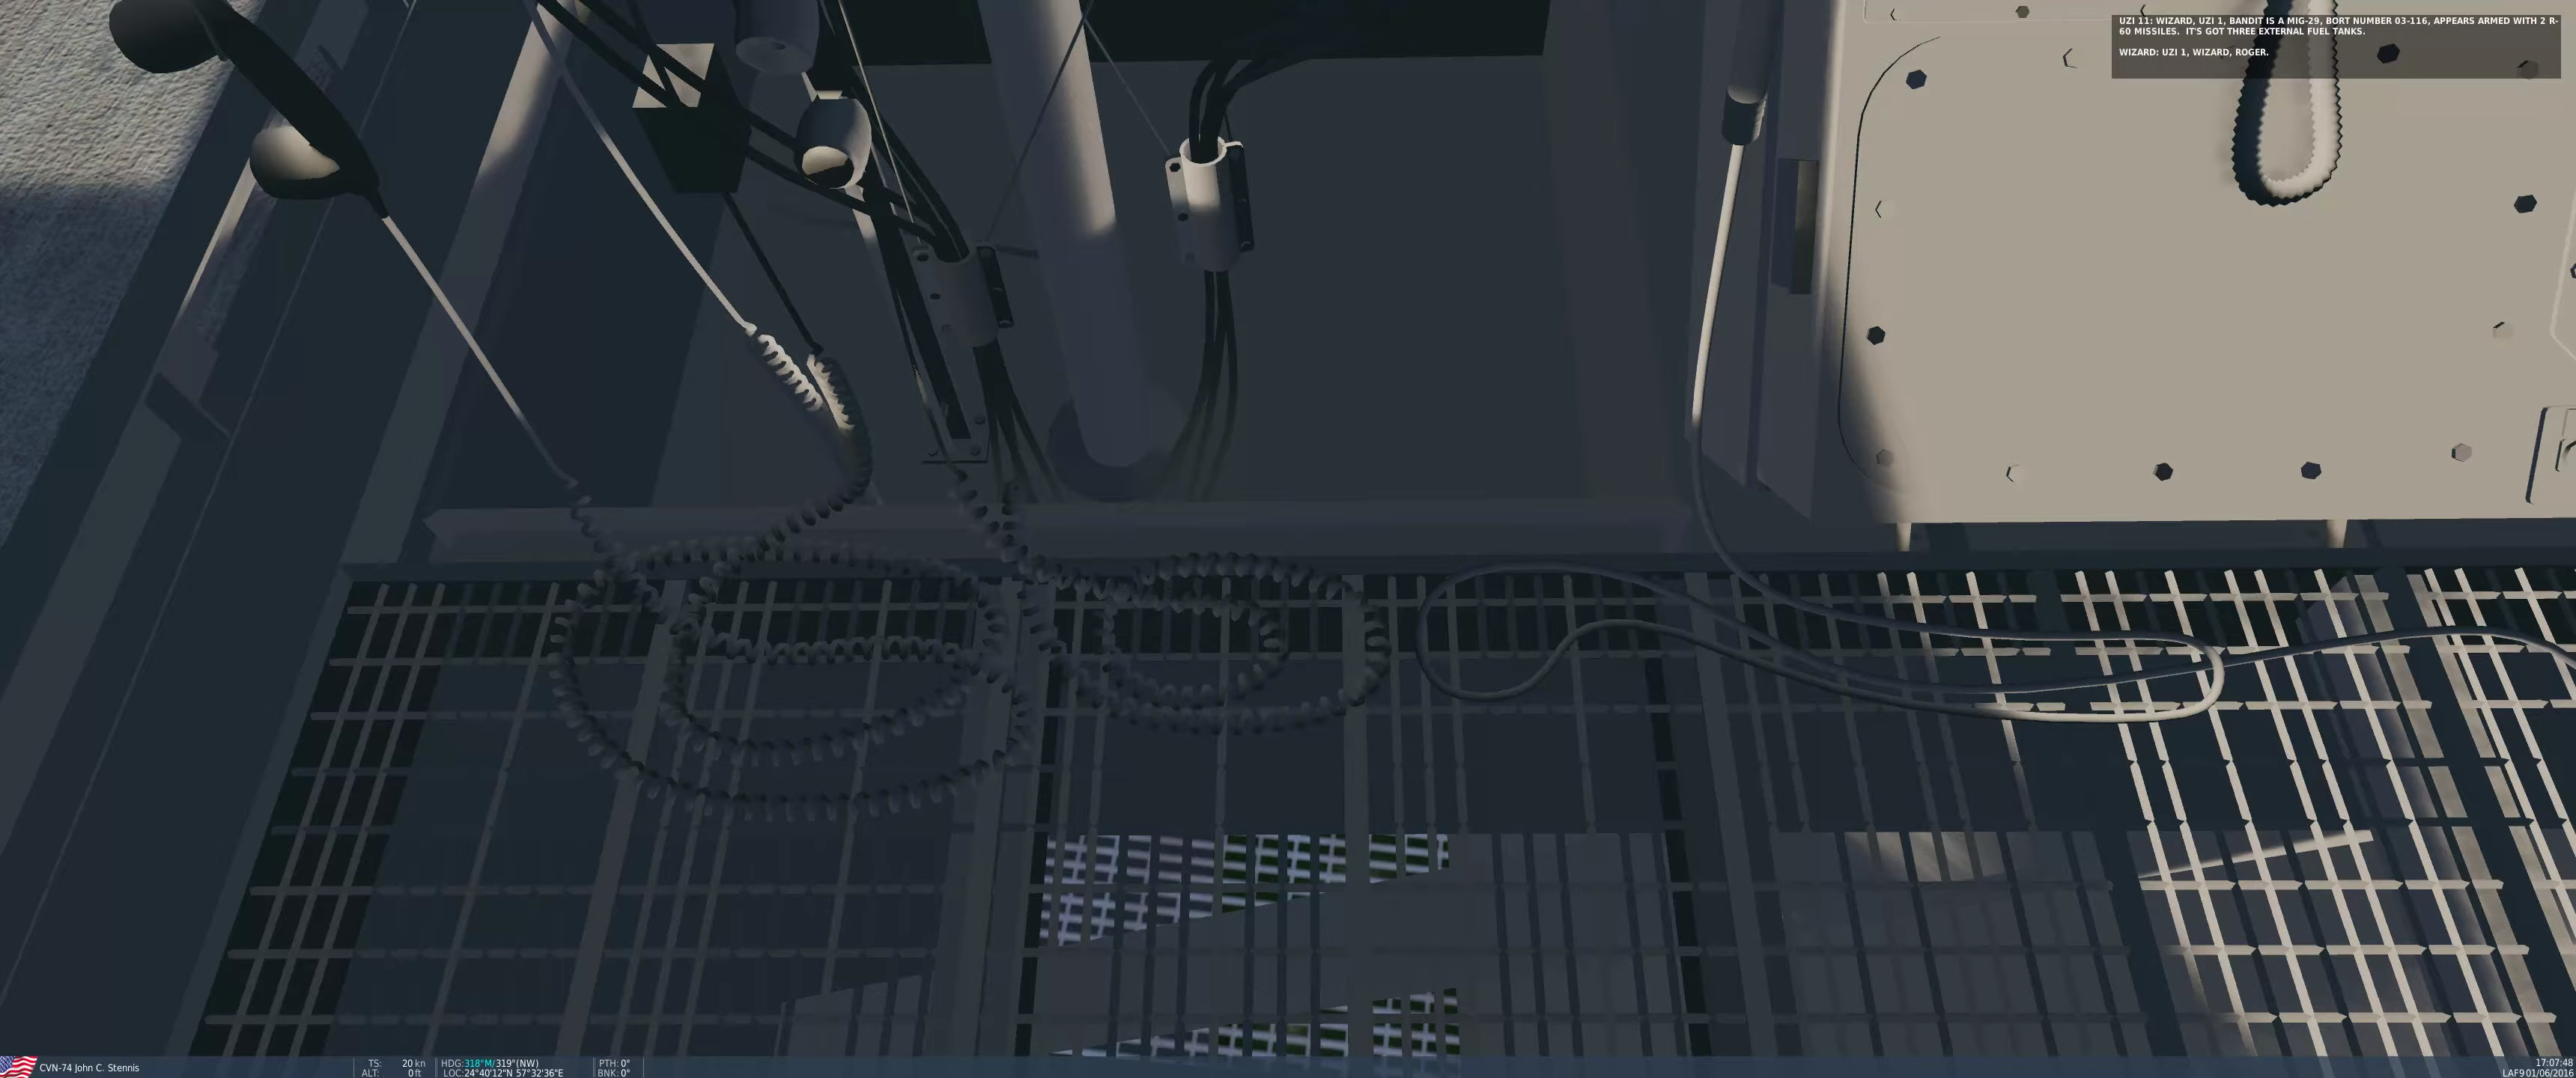 UZI 11: WIZARD, UZI 1, BANDIT IS A MIG-29, BORT NUMBER 03-116, APPEARS ARMED WITH 2 R-
60 MISSILES.  IT'S GOT THREE EXTERNAL FUEL TANKS.
WIZARD: UZI 1, WIZARD, ROGER.
CVN-74 John C. Stennis
TS: 20 kn HDG:318°M/319°(NW) PTH: 0° 17:07:48
ALT: 0 ft LOC:24°40'12"N 57°32'36"E BNK: 0° LAF9 01/06/2016